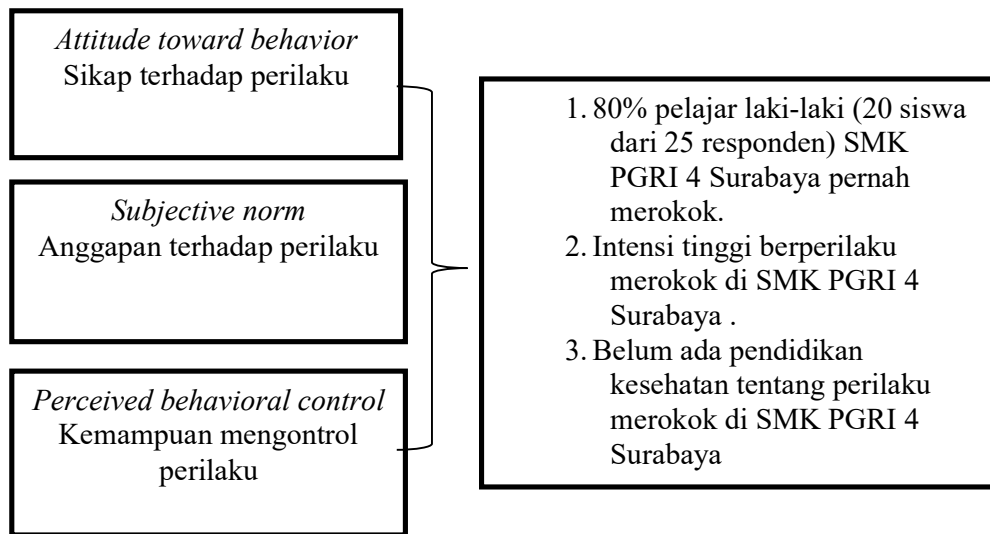 Attitude toward behavior
Sikap terhadap perilaku
Subjective norm
Anggapan terhadap perilaku
Perceived behavioral control
Kemampuan mengontrol
perilaku
1. 80% pelajar laki-laki (20 siswa
dari 25 responden) SMK
PGRI 4 Surabaya pernah
merokok.
2. Intensi tinggi berperilaku
merokok di SMK PGRI 4
Surabaya .
3. Belum ada pendidikan
kesehatan tentang perilaku
merokok di SMK PGRI 4
Surabaya